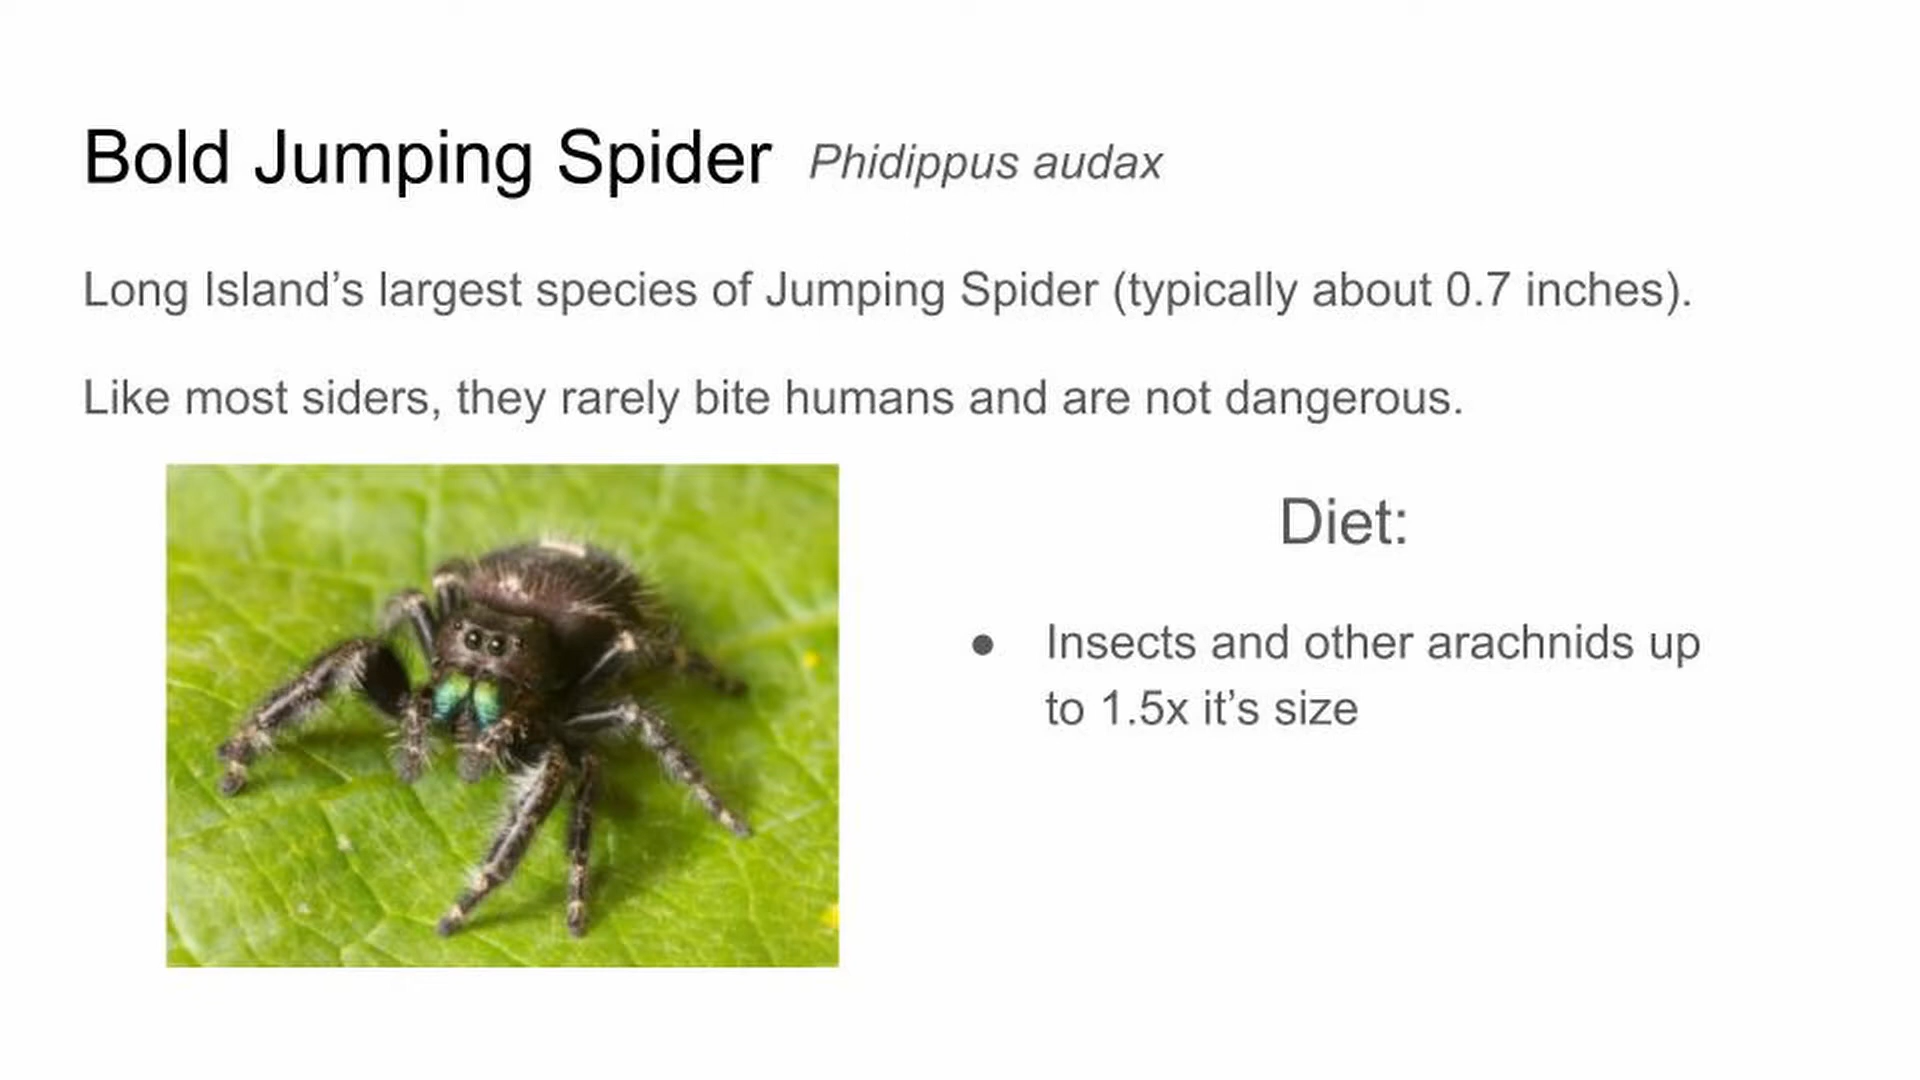 Bold Jumping Spider Phidippus audax
Long Island’s largest species of Jumping Spider (typically about 0.7 inches).
Like most siders, they rarely bite humans and are not dangerous.
Diet:
● Insects and other arachnids up
to 1.5x it’s size